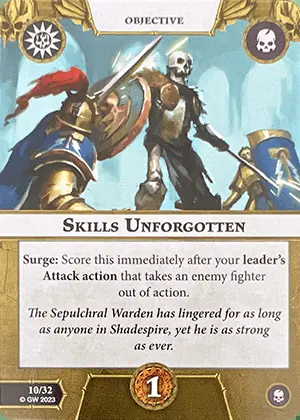 OBJECTIVE
SKILLS UNFORGOTTEN
Surge: Score this immediately after your leader's
Attack action that takes an enemy fighter
out of action.
The Sepulchral Warden has lingered for as long
as anyone in Shadespire, yet he is as strong
as ever.
10/32
© GW 2023
1